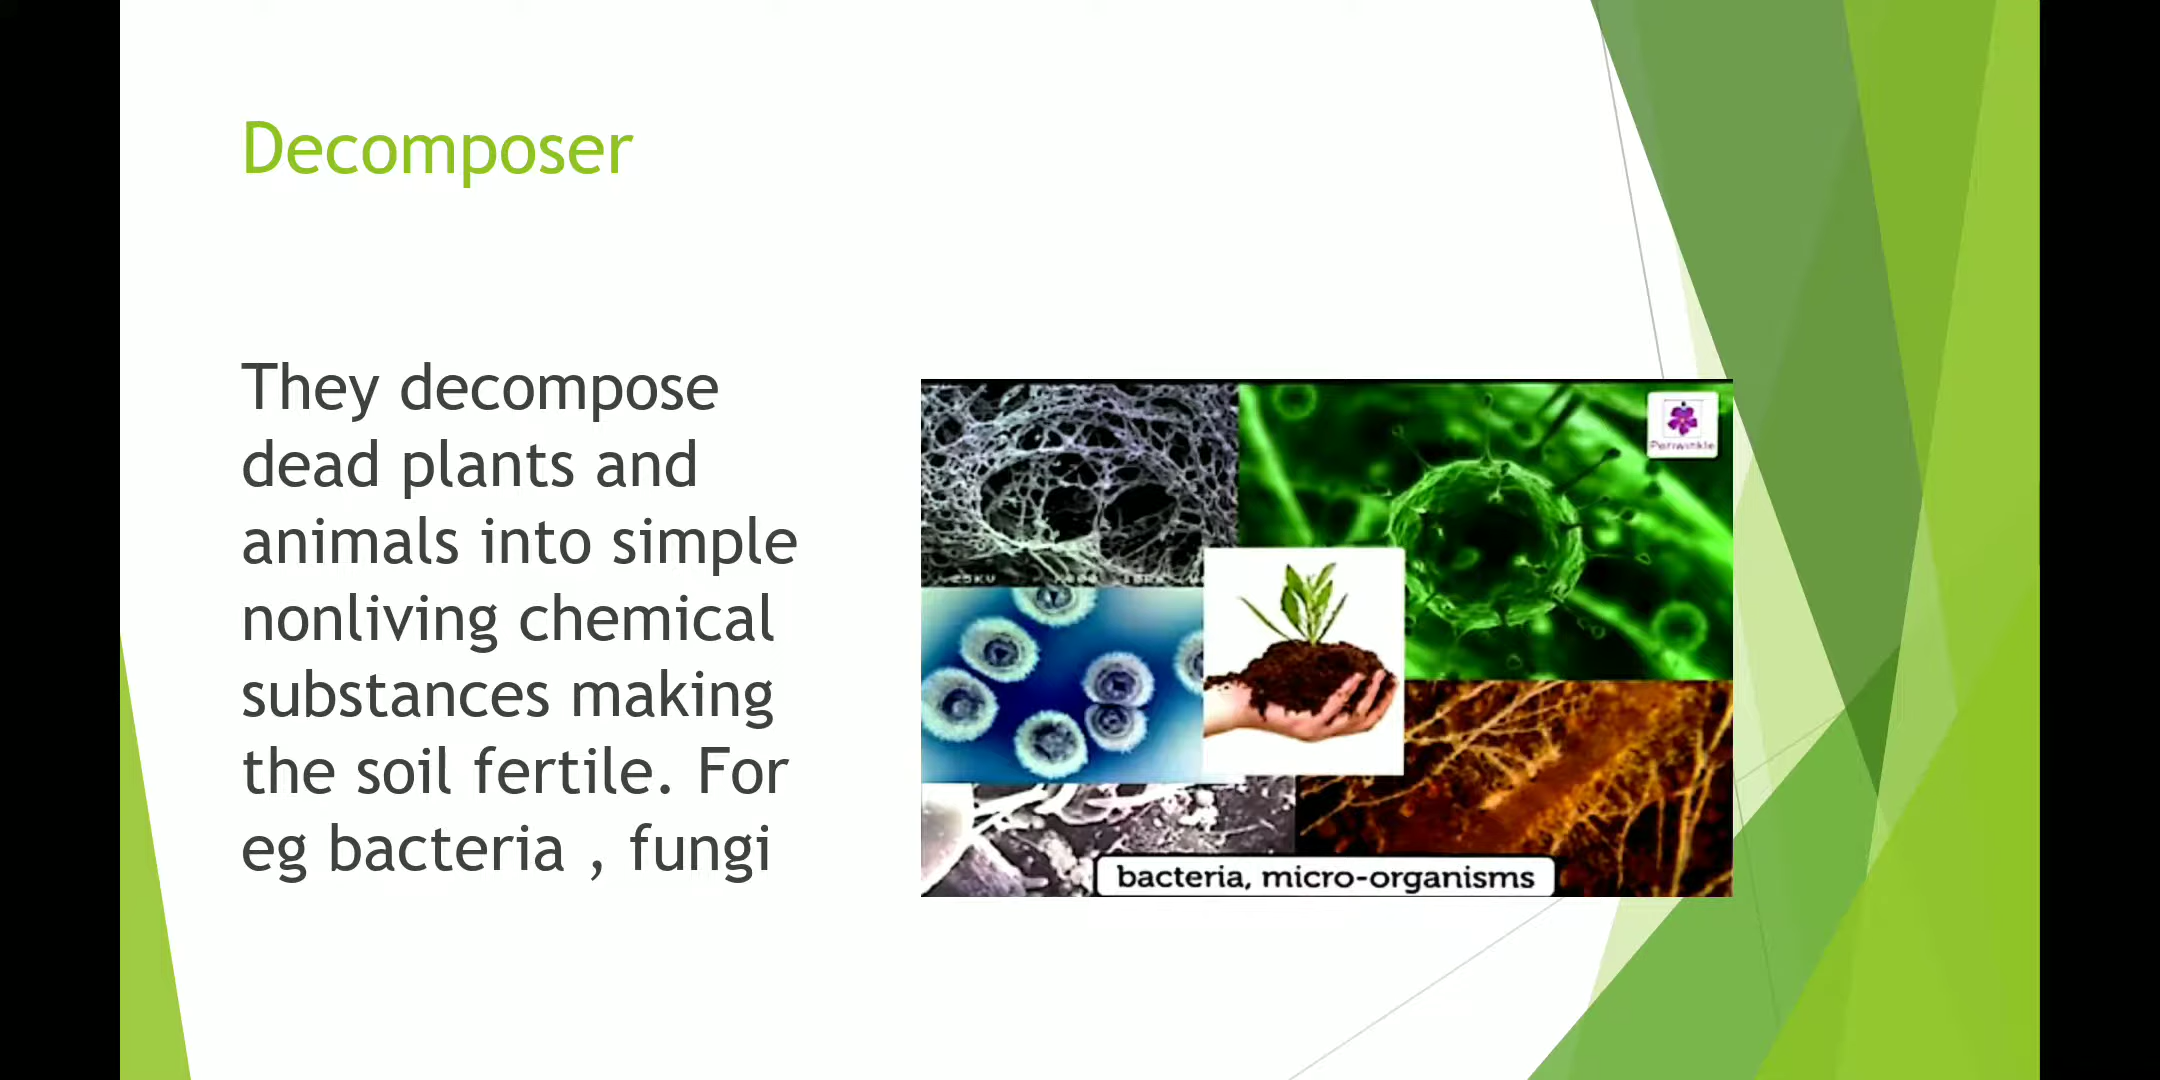 Decomposer
They decompose
dead plants and
animals into simple
nonliving chemical
substances making
the soil fertile. For
eg bacteria , fungi
Periwinkle
bacteria, micro-organisms